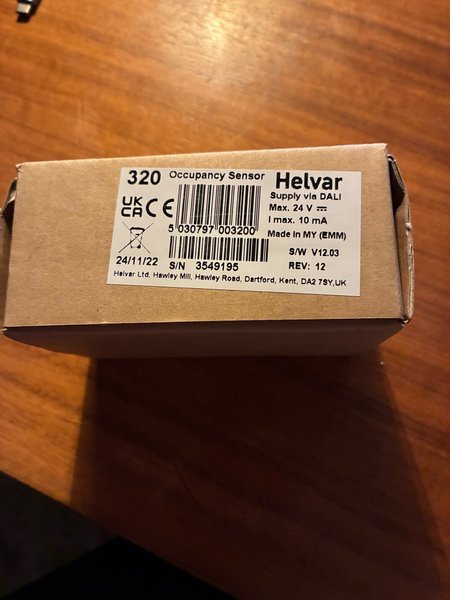 320 Occupancy Sensor Helvar
Supply via DALI
UK CA CE
Max. 24 V
I max. 10 mA
5 030797 003200
Made in MY (EMM)
24/11/22
S/W V12.03
S/N 3549195
REV: 12
Helvar Ltd, Hawley Mill, Hawley Road, Dartford, Kent, DA2 7SY,UK